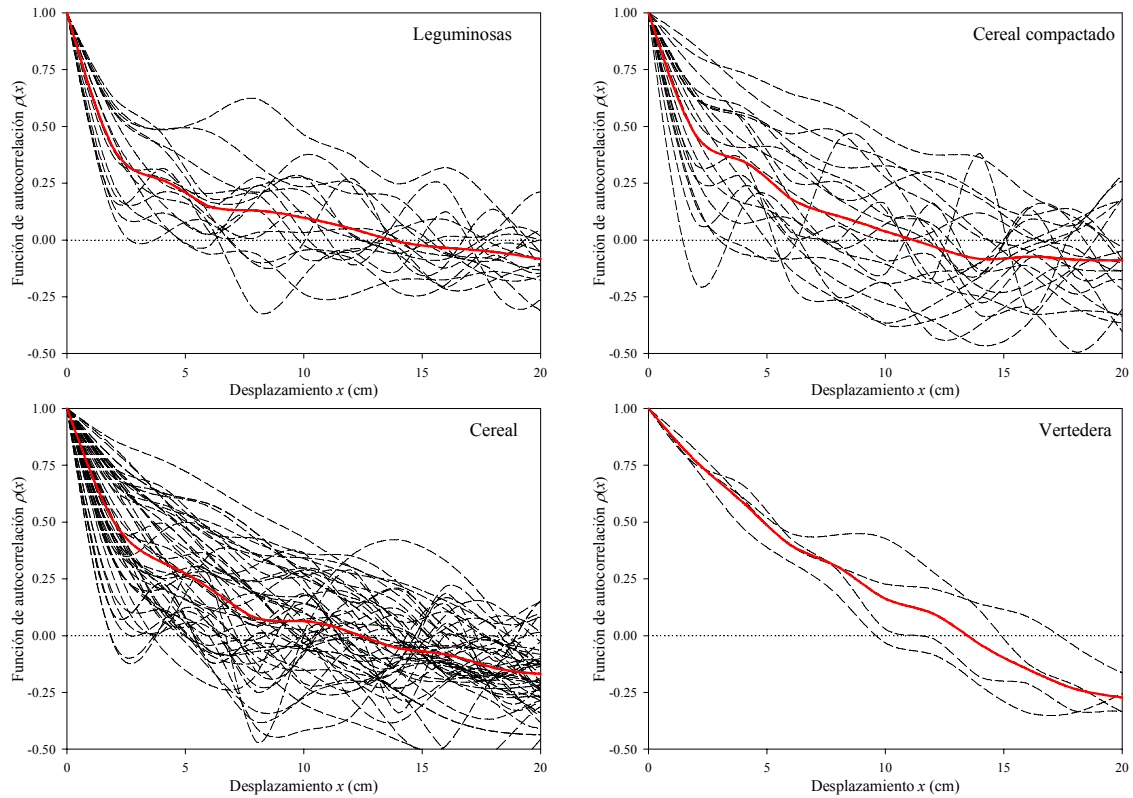 Leguminosas
Función de autocorrelación ρ(x)
1.00
0.75
0.50
0.25
0.00
-0.25
-0.50
0 5 10 15 20
Desplazamiento x (cm)
Cereal compactado
Función de autocorrelación ρ(x)
1.00
0.75
0.50
0.25
0.00
-0.25
-0.50
0 5 10 15 20
Desplazamiento x (cm)
Cereal
Función de autocorrelación ρ(x)
1.00
0.75
0.50
0.25
0.00
-0.25
-0.50
0 5 10 15 20
Desplazamiento x (cm)
Vertedera
Función de autocorrelación ρ(x)
1.00
0.75
0.50
0.25
0.00
-0.25
-0.50
0 5 10 15 20
Desplazamiento x (cm)